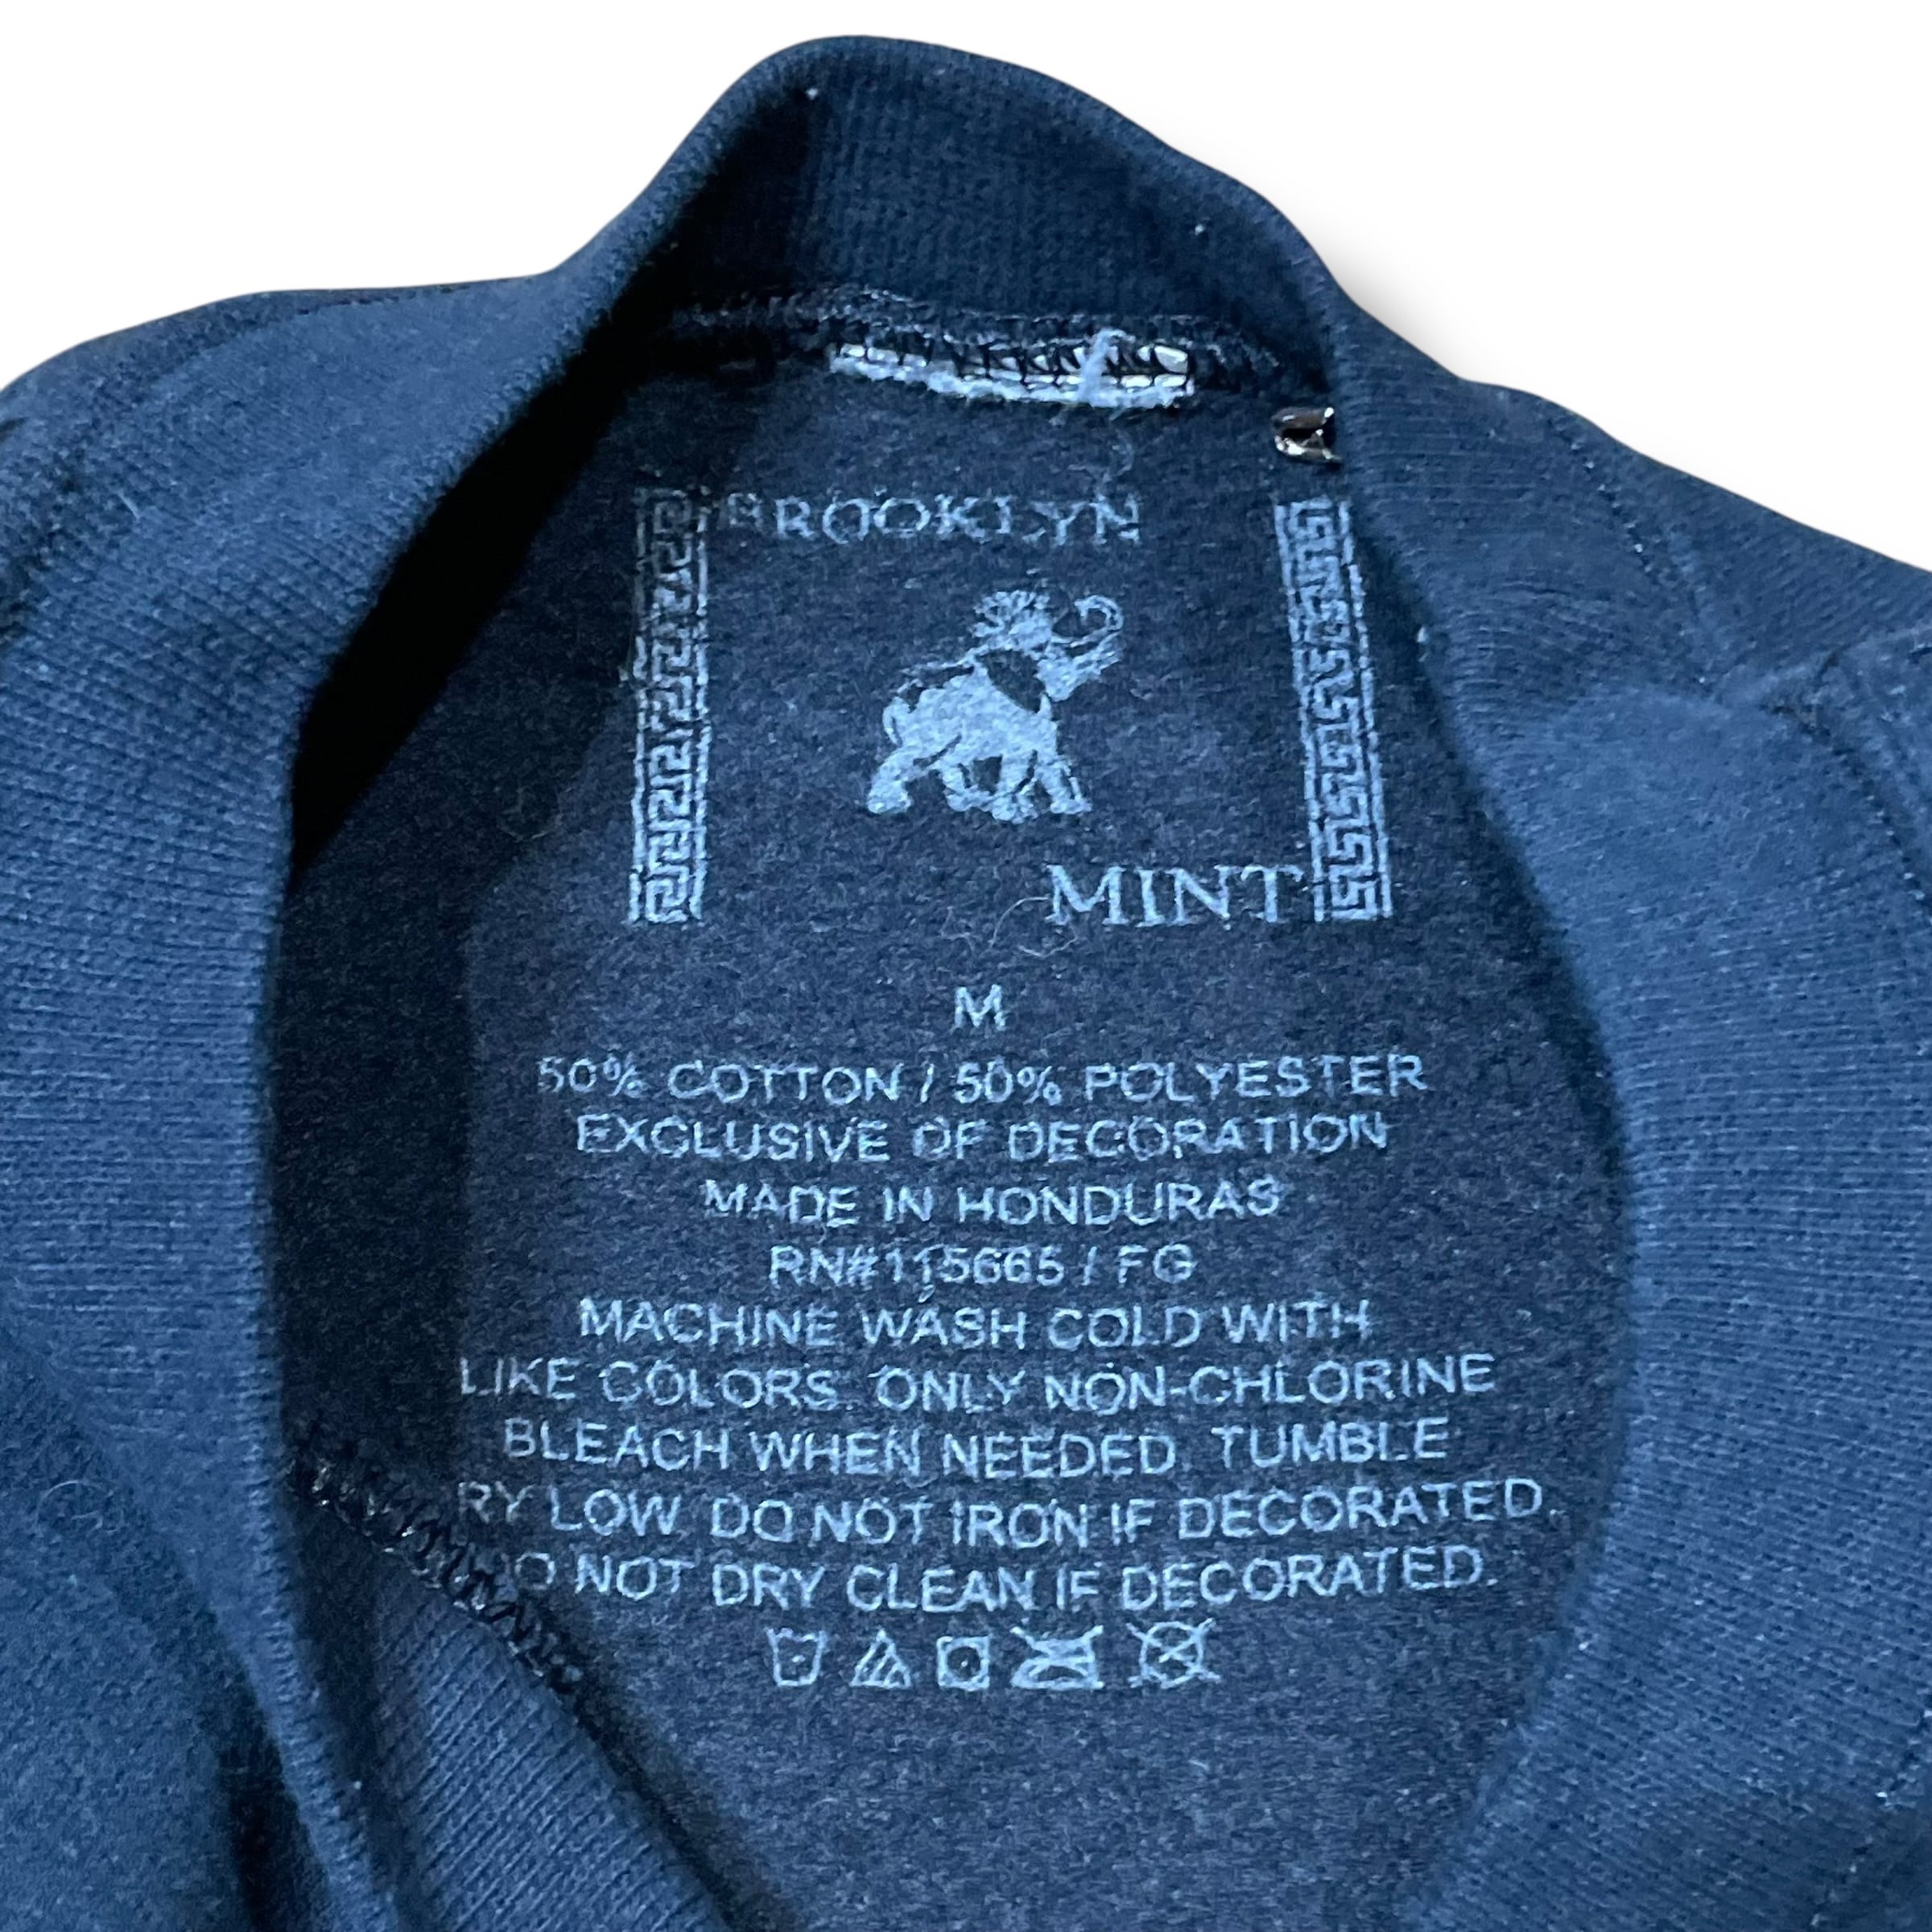 BROOKLYN
MINT
M
50% COTTON / 50% POLYESTER
EXCLUSIVE OF DECORATION
MADE IN HONDURAS
RN#115665 / FG
MACHINE WASH COLD WITH
LIKE COLORS. ONLY NON-CHLORINE
BLEACH WHEN NEEDED. TUMBLE
RY LOW. DO NOT IRON IF DECORATED.
O NOT DRY CLEAN IF DECORATED.